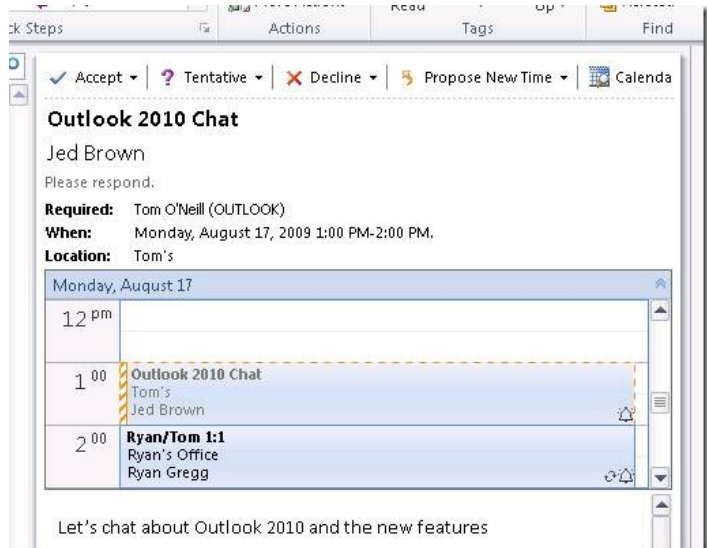 Read
Steps
Actions
Tags
Find
Accept
Tentative
Decline
Propose New Time
Calenda
Outlook 2010 Chat
Jed Brown
Please respond.
Required: Tom O'Neill (OUTLOOK)
When: Monday, August 17, 2009 1:00 PM-2:00 PM.
Location: Tom's
Monday, August 17
12 pm
1 00
Outlook 2010 Chat
Tom's
Jed Brown
2 00
Ryan/Tom 1:1
Ryan's Office
Ryan Gregg
Let's chat about Outlook 2010 and the new features